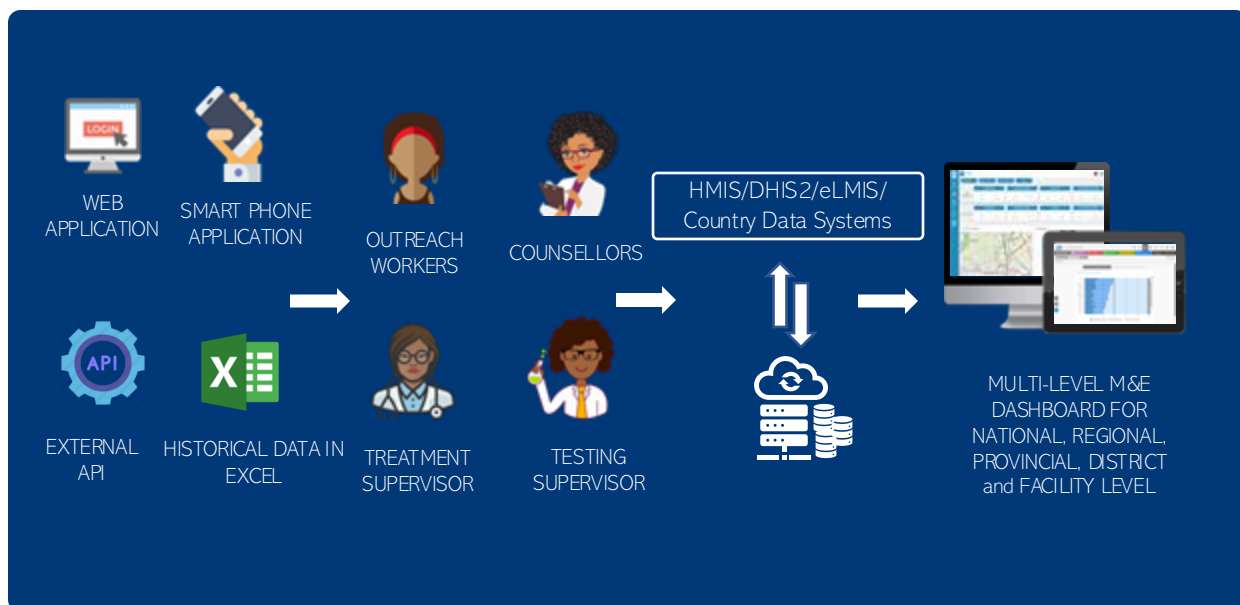 LOGIN
WEB
APPLICATION
SMART PHONE
APPLICATION
OUTREACH
WORKERS
COUNSELLORS
HMIS/DHIS2/eLMIS/
Country Data Systems
API
X
EXTERNAL
API
HISTORICAL DATA IN
EXCEL
TREATMENT
SUPERVISOR
TESTING
SUPERVISOR
MULTI-LEVEL M&E
DASHBOARD FOR
NATIONAL, REGIONAL,
PROVINCIAL, DISTRICT
and FACILITY LEVEL